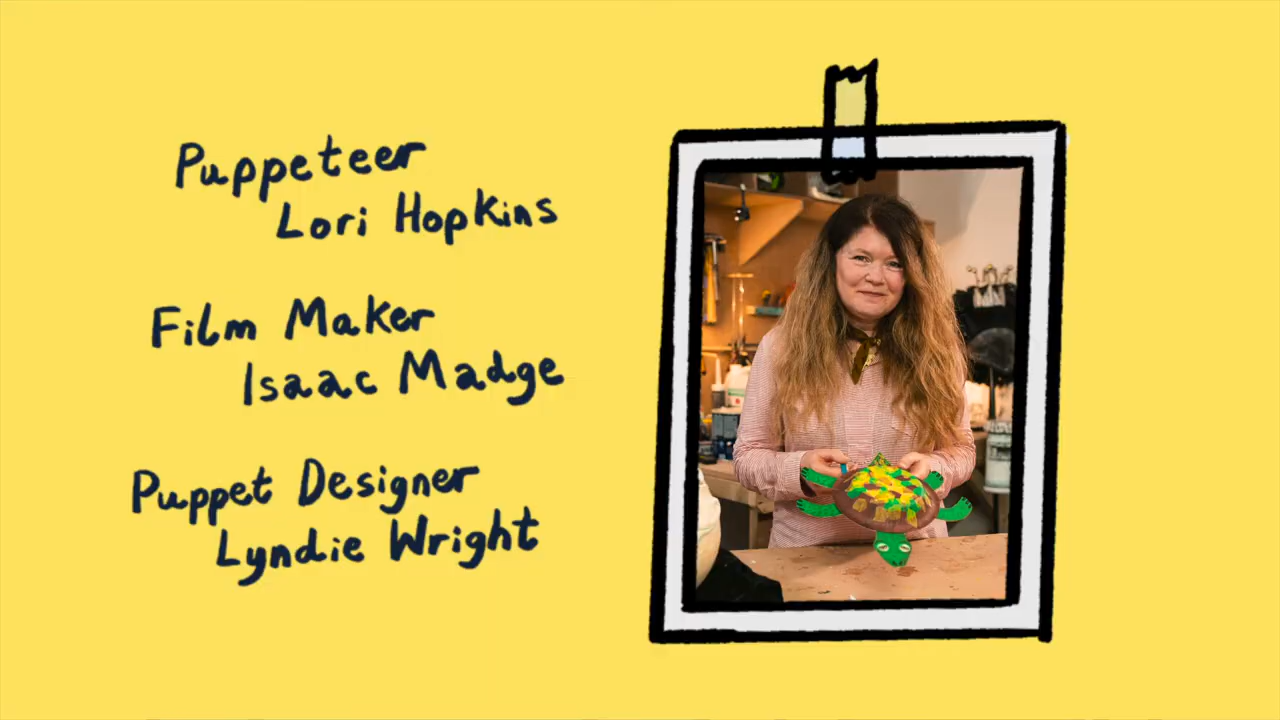 Puppeteer
Lori Hopkins
Film Maker
Isaac Madge
Puppet Designer
Lyndie Wright